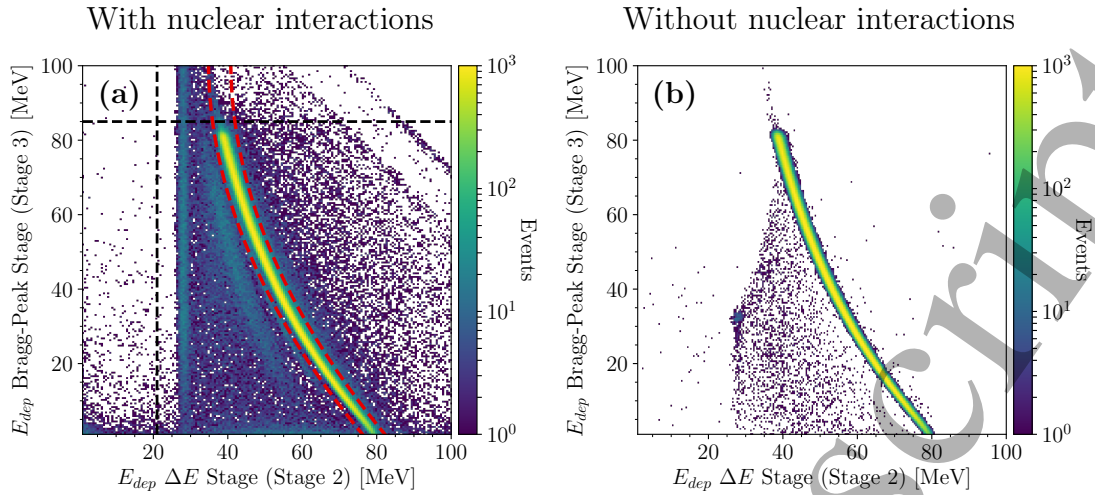 With nuclear interactions
Without nuclear interactions
(a)
E_dep Bragg-Peak Stage (Stage 3) [MeV]
100
80
60
40
20
20 40 60 80 100
E_dep ΔE Stage (Stage 2) [MeV]
10^3
10^2
10^1
10^0
Events
(b)
E_dep Bragg-Peak Stage (Stage 3) [MeV]
100
80
60
40
20
20 40 60 80 100
E_dep ΔE Stage (Stage 2) [MeV]
10^3
10^2
10^1
10^0
Events